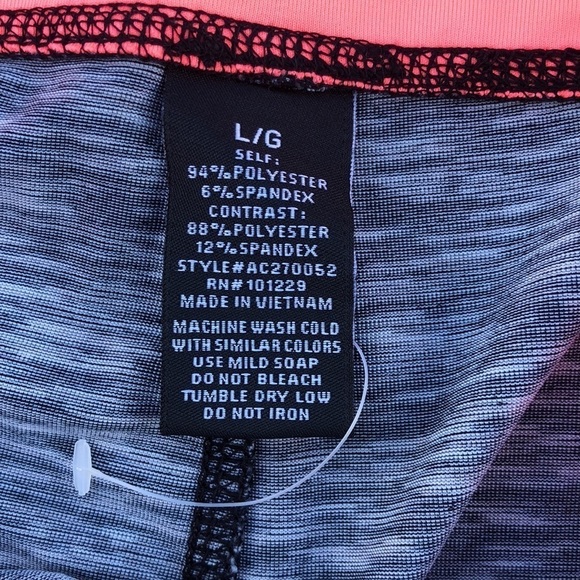 L/G
SELF:
94%POLYESTER
6%SPANDEX
CONTRAST:
88%POLYESTER
12%SPANDEX
STYLE#AC270052
RN#101229
MADE IN VIETNAM
MACHINE WASH COLD
WITH SIMILAR COLORS
USE MILD SOAP
DO NOT BLEACH
TUMBLE DRY LOW
DO NOT IRON